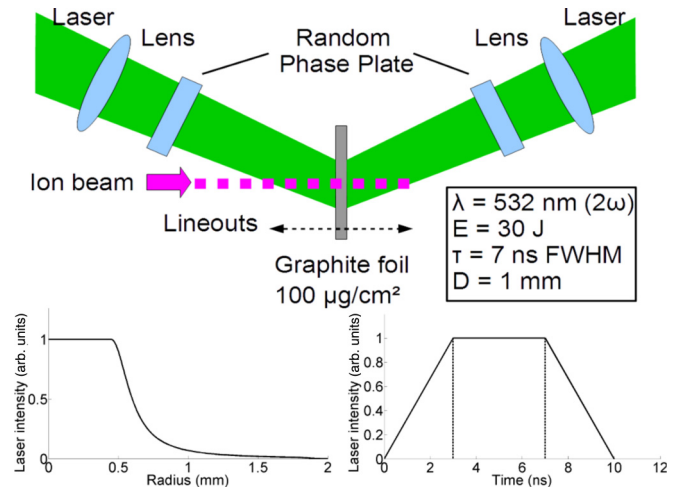 Laser
Lens
Random
Phase Plate
Lens
Laser
Ion beam
Lineouts
Graphite foil
100 µg/cm²
λ = 532 nm (2ω)
E = 30 J
τ = 7 ns FWHM
D = 1 mm
Laser intensity (arb. units)
1
0.5
0
0
0.5
1
1.5
2
Radius (mm)
Laser intensity (arb. units)
1
0.8
0.6
0.4
0.2
0
0
2
4
6
8
10
12
Time (ns)